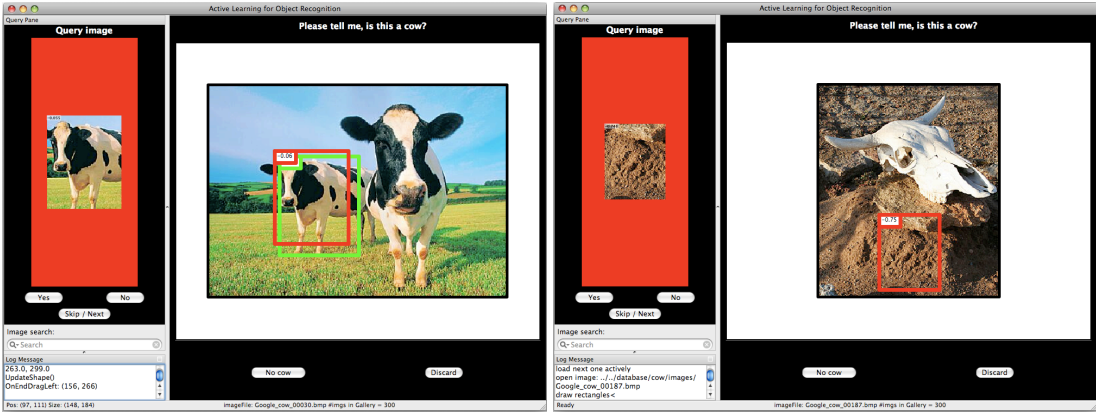 Active Learning for Object Recognition
Query Pane
Query image
-0.055
Yes
No
Skip / Next
Image search:
Search
Log Message
263.0, 299.0
UpdateShape()
OnEndDragLeft: (156, 266)
Pos: (97, 111) Size: (148, 184)
Please tell me, is this a cow?
-0.06
No cow
Discard
imageFile: Google_cow_00030.bmp #imgs in Gallery = 300
Active Learning for Object Recognition
Query Pane
Query image
Yes
No
Skip / Next
Image search:
Search
Log Message
load next one actively
open image: ../../database/cow/images/
Google_cow_00187.bmp
draw rectangles<
Ready
Please tell me, is this a cow?
-0.75
No cow
Discard
imageFile: Google_cow_00187.bmp #imgs in Gallery = 300